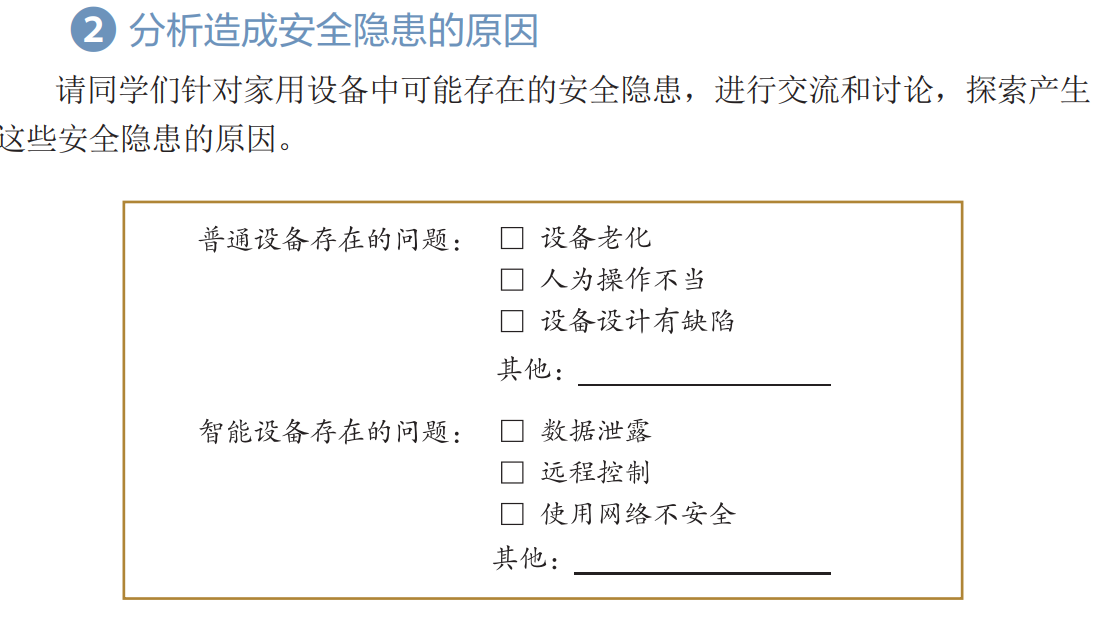 2 分析造成安全隐患的原因
请同学们针对家用设备中可能存在的安全隐患，进行交流和讨论，探索产生
这些安全隐患的原因。
普通设备存在的问题： □ 设备老化
□ 人为操作不当
□ 设备设计有缺陷
其他：
智能设备存在的问题： □ 数据泄露
□ 远程控制
□ 使用网络不安全
其他：